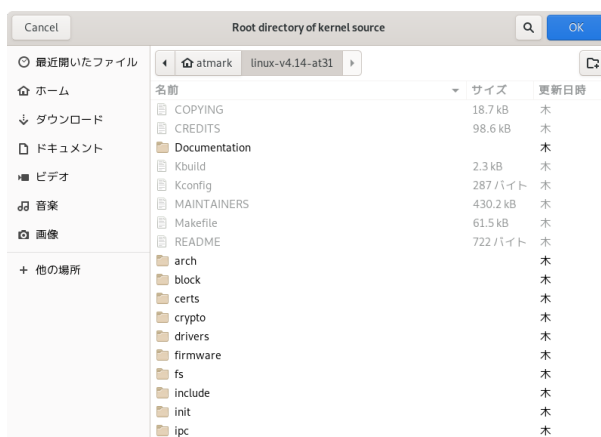 Cancel Root directory of kernel source OK
最近開いたファイル
ホーム
ダウンロード
ドキュメント
ビデオ
音楽
画像
+ 他の場所
atmark linux-v4.14-at31
名前 サイズ 更新日時
COPYING 18.7 kB 木
CREDITS 98.6 kB 木
Documentation 木
Kbuild 2.3 kB 木
Kconfig 287 バイト 木
MAINTAINERS 430.2 kB 木
Makefile 61.5 kB 木
README 722 バイト 木
arch 木
block 木
certs 木
crypto 木
drivers 木
firmware 木
fs 木
include 木
init 木
ipc 木